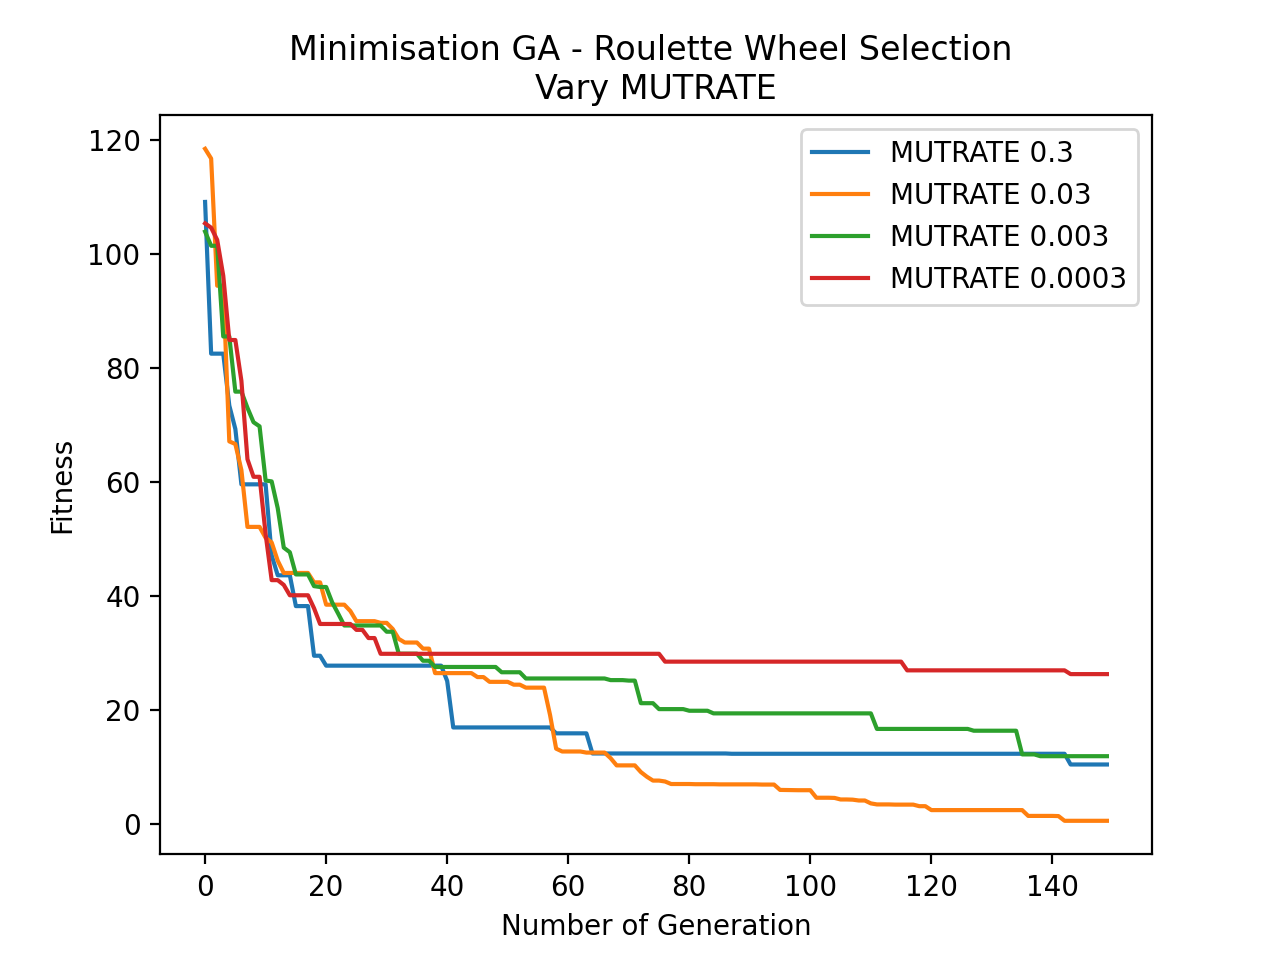 Minimisation GA - Roulette Wheel Selection
Vary MUTRATE
MUTRATE 0.3
MUTRATE 0.03
MUTRATE 0.003
MUTRATE 0.0003
Fitness
120
100
80
60
40
20
0
0 20 40 60 80 100 120 140
Number of Generation